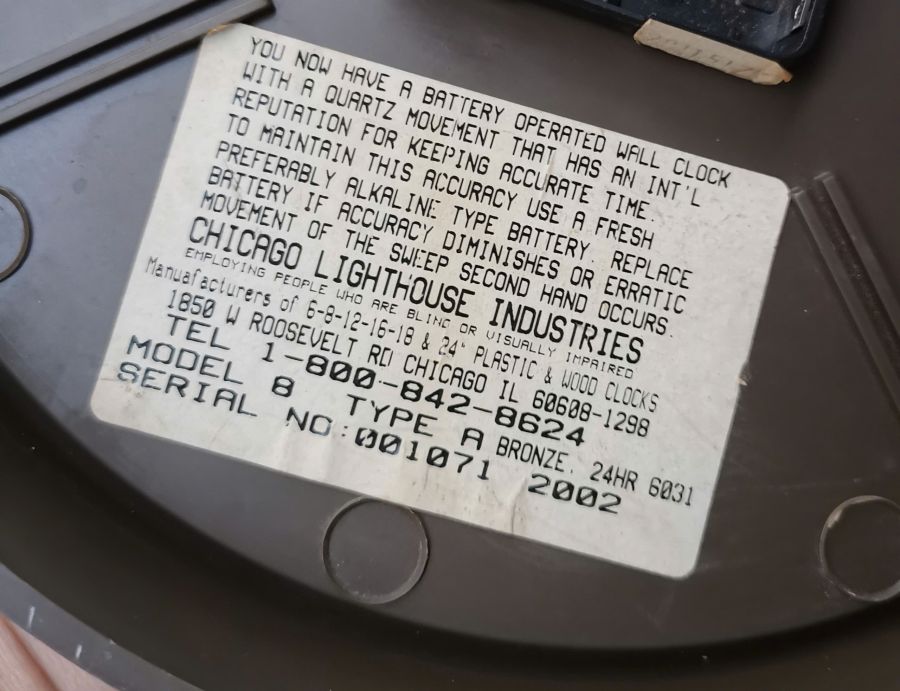 YOU NOW HAVE A BATTERY OPERATED WALL CLOCK
WITH A QUARTZ MOVEMENT THAT HAS AN INT'L
REPUTATION FOR KEEPING ACCURATE TIME.
TO MAINTAIN THIS ACCURACY USE A FRESH
PREFERABLY ALKALINE TYPE BATTERY. REPLACE
BATTERY IF ACCURACY DIMINISHES OR ERRATIC
MOVEMENT OF THE SWEEP SECOND HAND OCCURS.
CHICAGO LIGHTHOUSE INDUSTRIES
EMPLOYING PEOPLE WHO ARE BLIND OR VISUALLY IMPAIRED
Manufacturers of 6-8-12-16-18 & 24" PLASTIC & WOOD CLOCKS
1850 W ROOSEVELT RD CHICAGO IL 60608-1298
TEL 1-800-842-8624
MODEL 8 TYPE A BRONZE, 24HR 6031
SERIAL NO:001071 2002